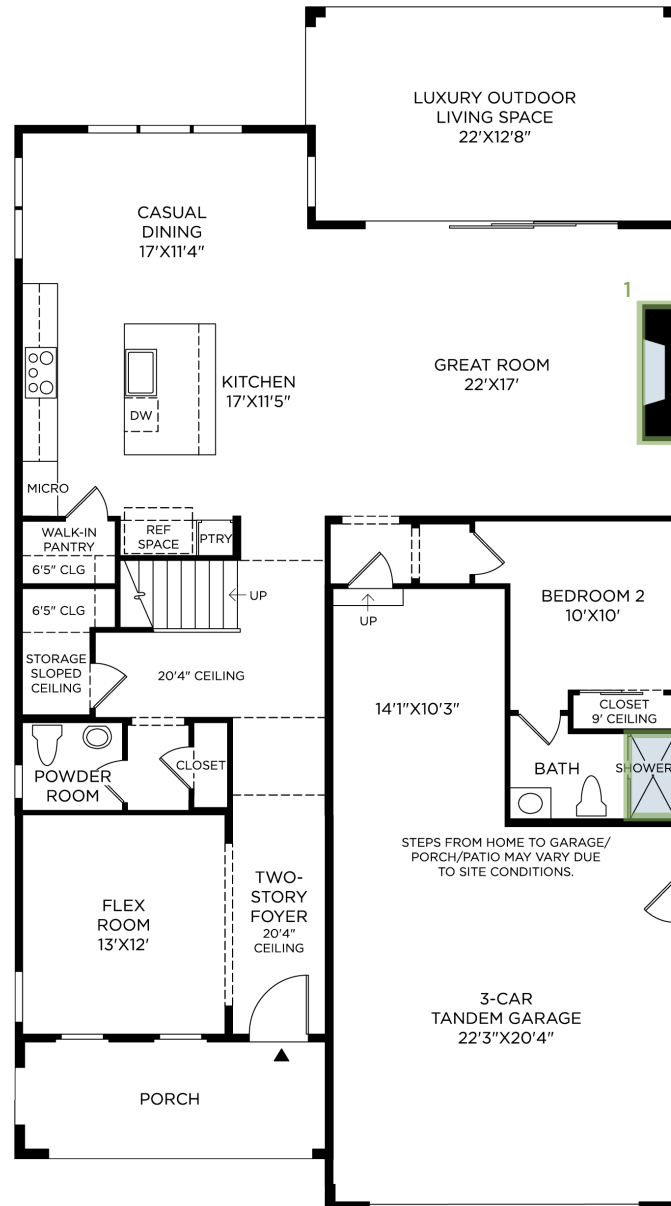 LUXURY OUTDOOR
LIVING SPACE
22'X12'8"
CASUAL
DINING
17'X11'4"
1
GREAT ROOM
22'X17'
KITCHEN
17'X11'5"
DW
MICRO
WALK-IN
PANTRY
6'5" CLG
REF
SPACE
PTRY
6'5" CLG
UP
UP
BEDROOM 2
10'X10'
STORAGE
SLOPED
CEILING
20'4" CEILING
14'1"X10'3"
CLOSET
9' CEILING
POWDER
ROOM
CLOSET
BATH
SHOWER
STEPS FROM HOME TO GARAGE/
PORCH/PATIO MAY VARY DUE
TO SITE CONDITIONS.
FLEX
ROOM
13'X12'
TWO-
STORY
FOYER
20'4"
CEILING
3-CAR
TANDEM GARAGE
22'3"X20'4"
PORCH